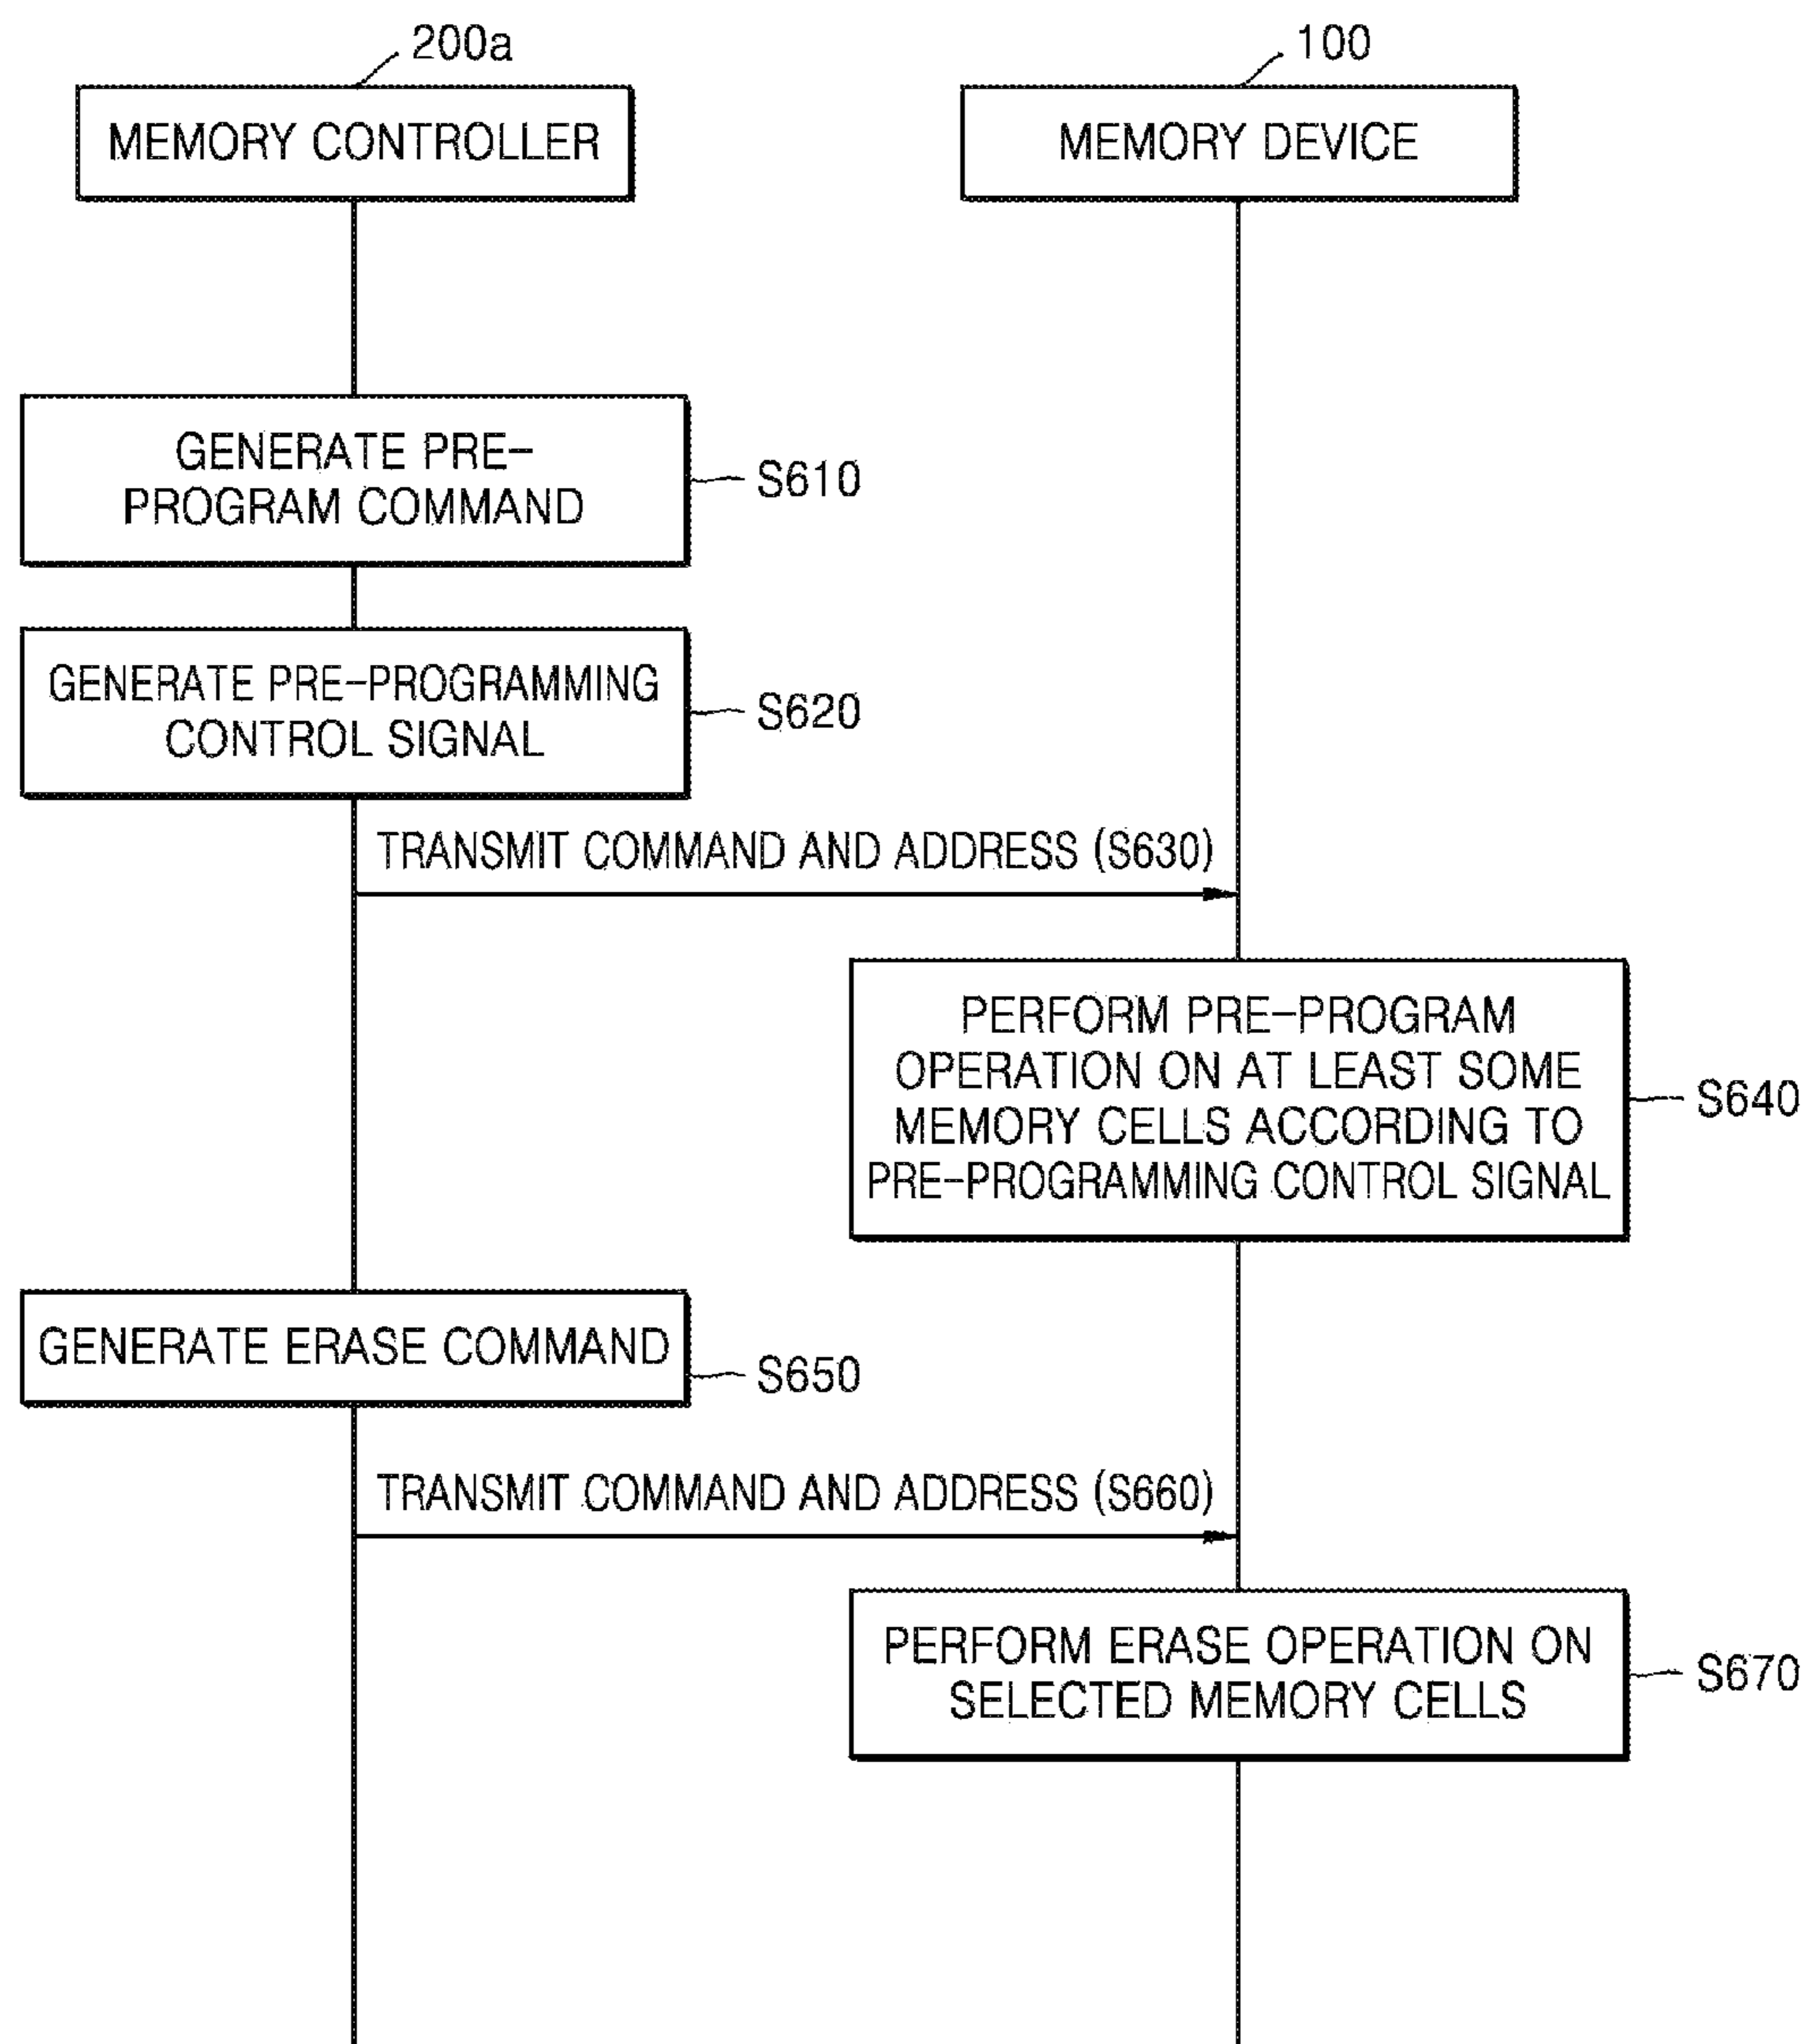 200a
100
MEMORY CONTROLLER
MEMORY DEVICE
GENERATE PRE-
PROGRAM COMMAND
S610
GENERATE PRE-PROGRAMMING
CONTROL SIGNAL
S620
TRANSMIT COMMAND AND ADDRESS (S630)
PERFORM PRE-PROGRAM
OPERATION ON AT LEAST SOME
MEMORY CELLS ACCORDING TO
PRE-PROGRAMMING CONTROL SIGNAL
S640
GENERATE ERASE COMMAND
S650
TRANSMIT COMMAND AND ADDRESS (S660)
PERFORM ERASE OPERATION ON
SELECTED MEMORY CELLS
S670